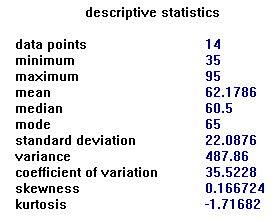 descriptive statistics
data points 14
minimum 35
maximum 95
mean 62.1786
median 60.5
mode 65
standard deviation 22.0876
variance 487.86
coefficient of variation 35.5228
skewness 0.166724
kurtosis -1.71682